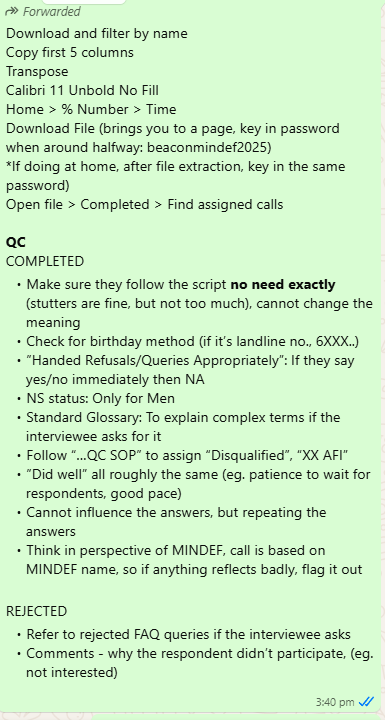 Forwarded
Download and filter by name
Copy first 5 columns
Transpose
Calibri 11 Unbold No Fill
Home > % Number > Time
Download File (brings you to a page, key in password
when around halfway: beaconmindef2025)
*If doing at home, after file extraction, key in the same
password)
Open file > Completed > Find assigned calls
QC
COMPLETED
• Make sure they follow the script no need exactly
(stutters are fine, but not too much), cannot change the
meaning
• Check for birthday method (if it's landline no., 6XXX..)
• "Handed Refusals/Queries Appropriately": If they say
yes/no immediately then NA
• NS status: Only for Men
• Standard Glossary: To explain complex terms if the
interviewee asks for it
• Follow "...QC SOP" to assign "Disqualified", "XX AFI"
• "Did well" all roughly the same (eg. patience to wait for
respondents, good pace)
• Cannot influence the answers, but repeating the
answers
• Think in perspective of MINDEF, call is based on
MINDEF name, so if anything reflects badly, flag it out
REJECTED
• Refer to rejected FAQ queries if the interviewee asks
• Comments - why the respondent didn't participate, (eg.
not interested)
3:40 pm